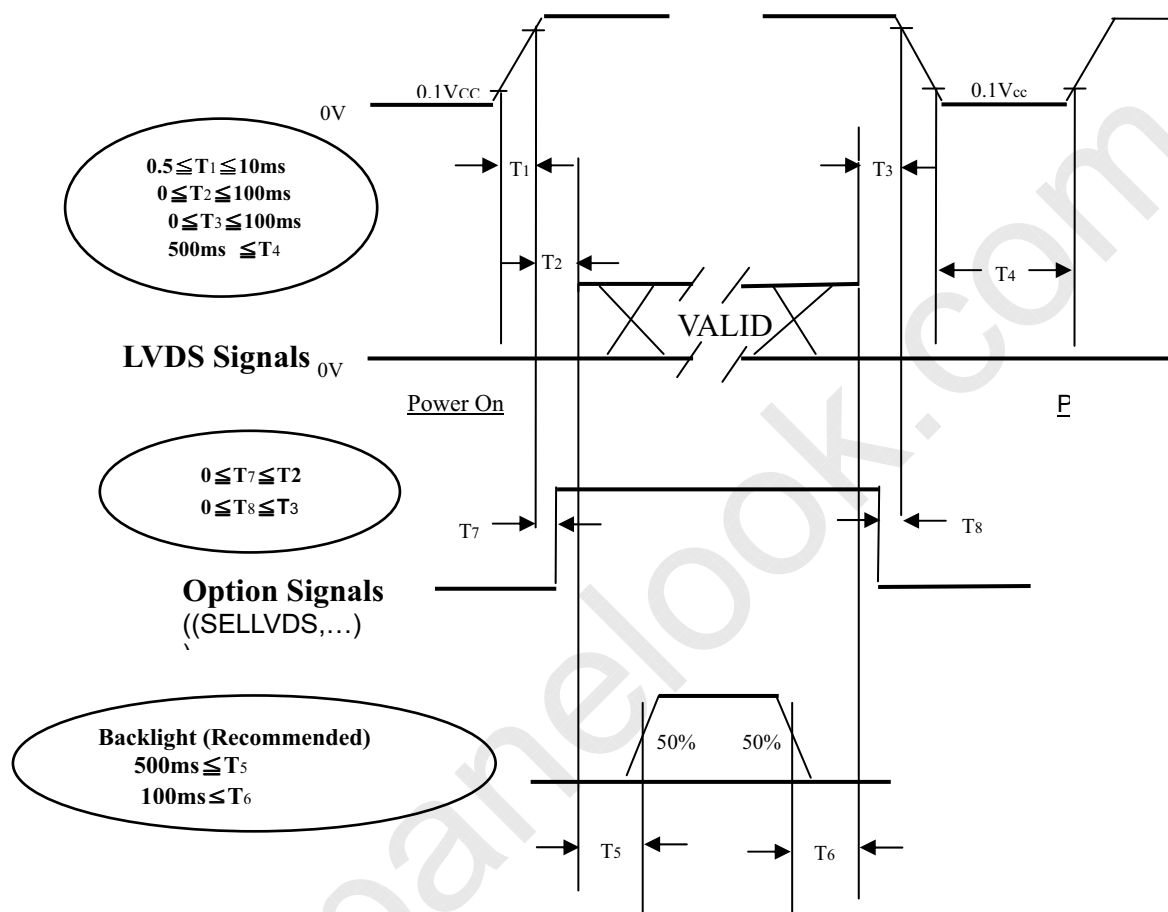 0.1Vcc
0.1Vcc
0V
0.5≦T1≦10ms
0≦T2≦100ms
0≦T3≦100ms
500ms ≦T4
T1
T3
T2
T4
VALID
LVDS Signals 0V
Power On
P
0≦T7≦T2
0≦T8≦T3
T7
T8
Option Signals
((SELLVDS,…)
)
Backlight (Recommended)
500ms≦T5
100ms≤T6
50%
50%
T5
T6
panelook.com